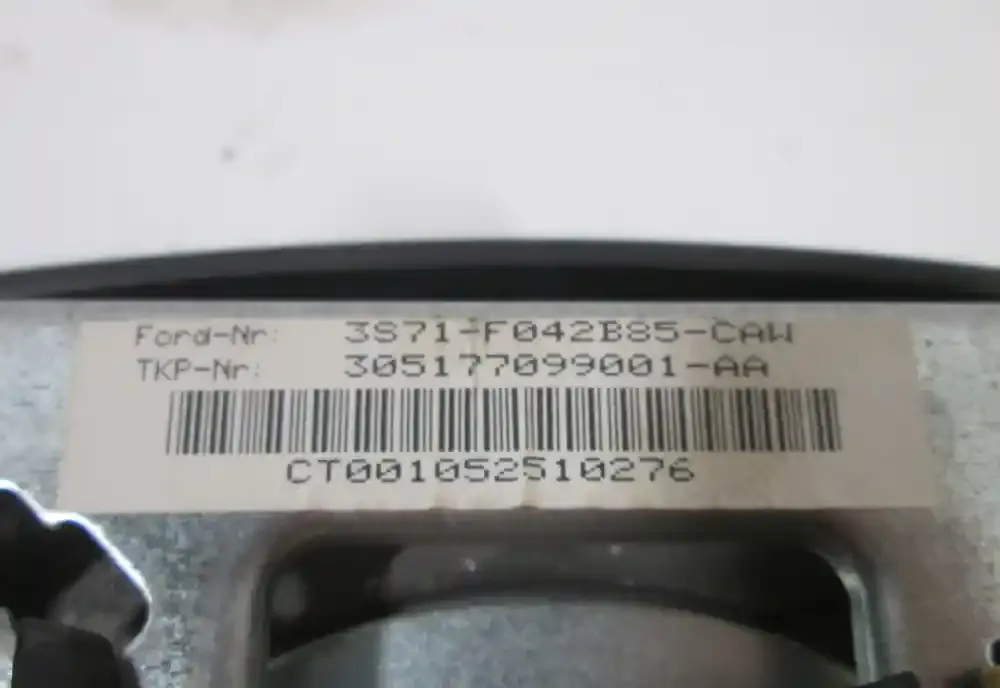 Ford-Nr: 3S71-F042B85-CAW
TKP-Nr: 305177099001-AA
CT001052510276